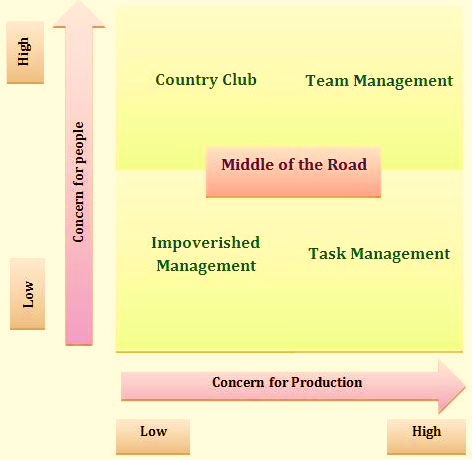 High
Concern for people
Low
Country Club
Team Management
Middle of the Road
Impoverished
Management
Task Management
Concern for Production
Low
High